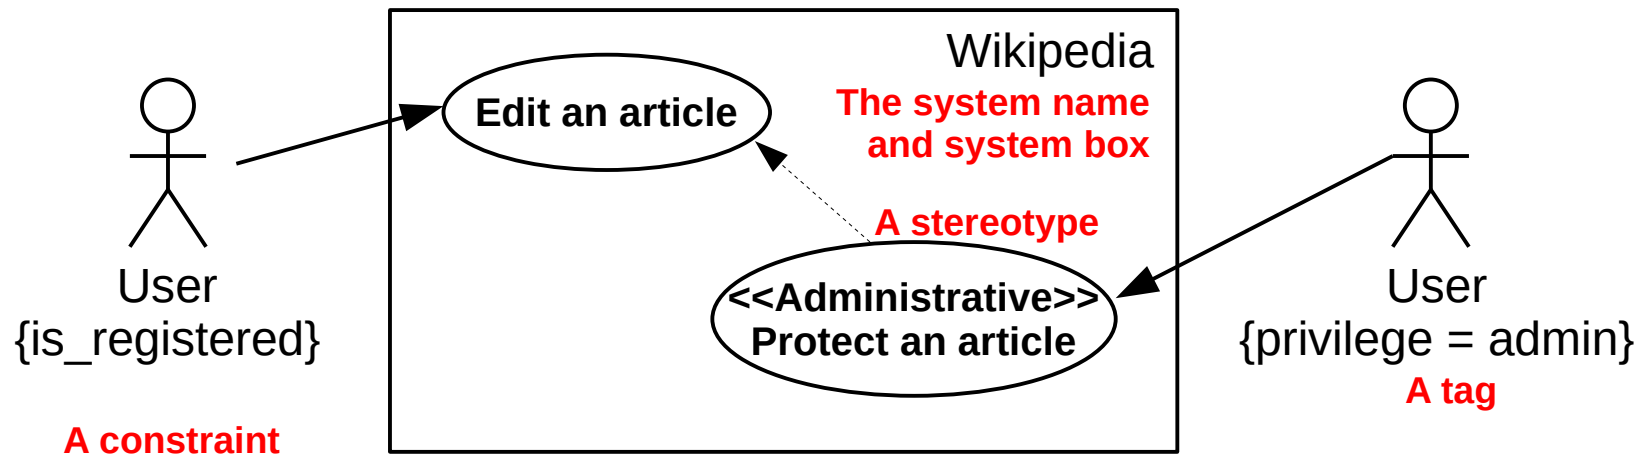 Wikipedia
The system name
and system box
Edit an article
A stereotype
<<Administrative>>
Protect an article
User
{is_registered}
A constraint
User
{privilege = admin}
A tag